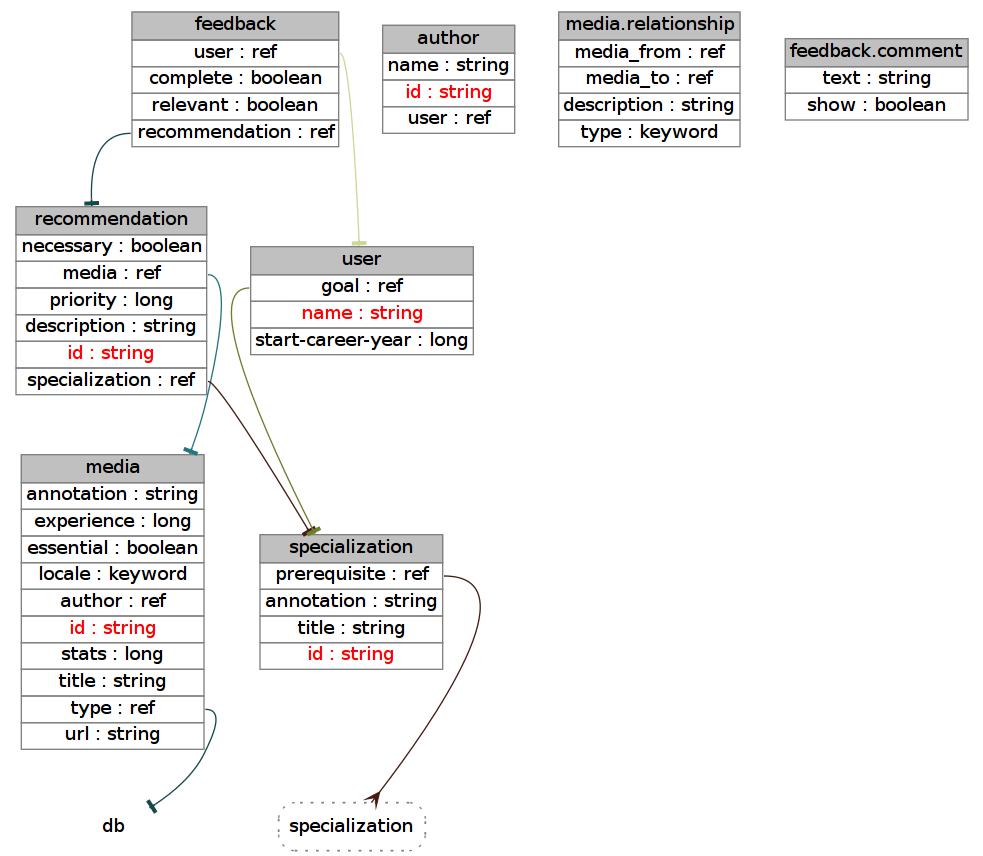 feedback
user : ref
complete : boolean
relevant : boolean
recommendation : ref
author
name : string
id : string
user : ref
media.relationship
media_from : ref
media_to : ref
description : string
type : keyword
feedback.comment
text : string
show : boolean
recommendation
necessary : boolean
media : ref
priority : long
description : string
id : string
specialization : ref
user
goal : ref
name : string
start-career-year : long
media
annotation : string
experience : long
essential : boolean
locale : keyword
author : ref
id : string
stats : long
title : string
type : ref
url : string
specialization
prerequisite : ref
annotation : string
title : string
id : string
db
specialization